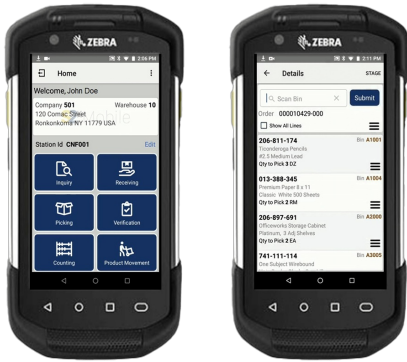 ZEBRA
2:06 PM
Home
Welcome, John Doe
Company 501 Warehouse 10
120 Comac Street
Ronkonkoma NY 11779 USA
Station Id CNF001 Edit
Inquiry Receiving
Picking Verification
Counting Product Movement
ZEBRA
2:11 PM
Details STAGE
Scan Bin Submit
Order 000010429-000
Show All Lines
206-811-174 Bin A1001
Ticonderoga Pencils
#2.5 Medium Lead
Qty to Pick 3 DZ
013-388-345 Bin A1004
Premium Paper 8 x 11
Classic White 500 Sheets
Qty to Pick 2 RM
206-897-691 Bin A2000
Officeworks Storage Cabinet
Platinum, 3 Adj Shelves
Qty to Pick 2 EA
741-111-114 Bin A3005
One Subject Wirebound